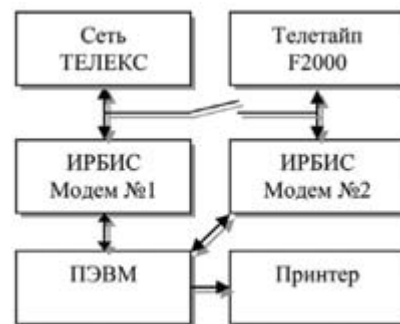 Сеть
ТЕЛЕКС
Телетайп
F2000
ИРБИС
Модем №1
ИРБИС
Модем №2
ПЭВМ
Принтер